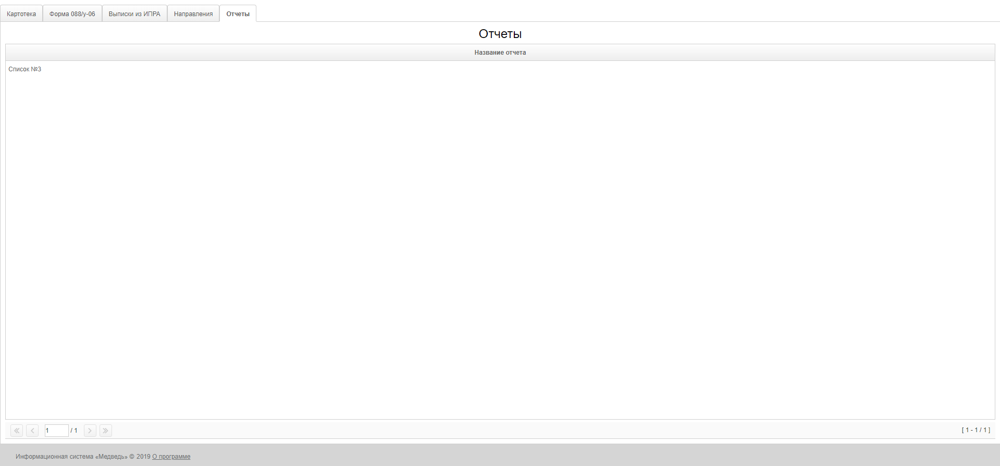 Картотека Форма 088/у-06 Выписки из ИПРА Направления Отчеты
Отчеты
Название отчета
Список №3
1 / 1 [ 1 - 1 / 1 ]
Информационная система «Медведь» © 2019 О программе